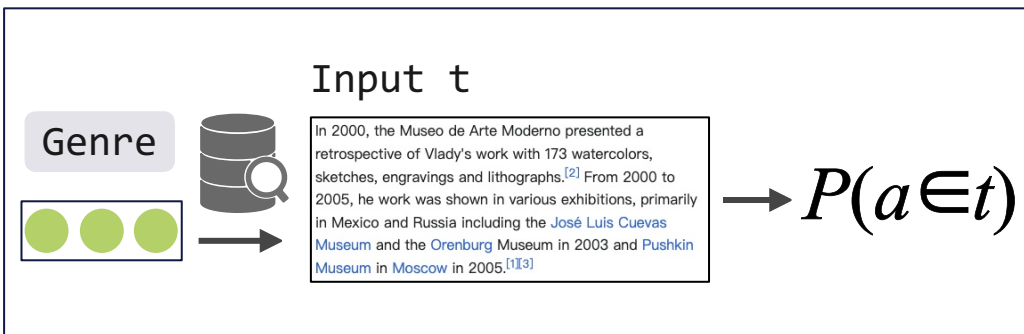 Input t
Genre
In 2000, the Museo de Arte Moderno presented a
retrospective of Vlady's work with 173 watercolors,
sketches, engravings and lithographs.[2] From 2000 to
2005, he work was shown in various exhibitions, primarily
in Mexico and Russia including the José Luis Cuevas
Museum and the Orenburg Museum in 2003 and Pushkin
Museum in Moscow in 2005.[1][3]
P(a∈t)